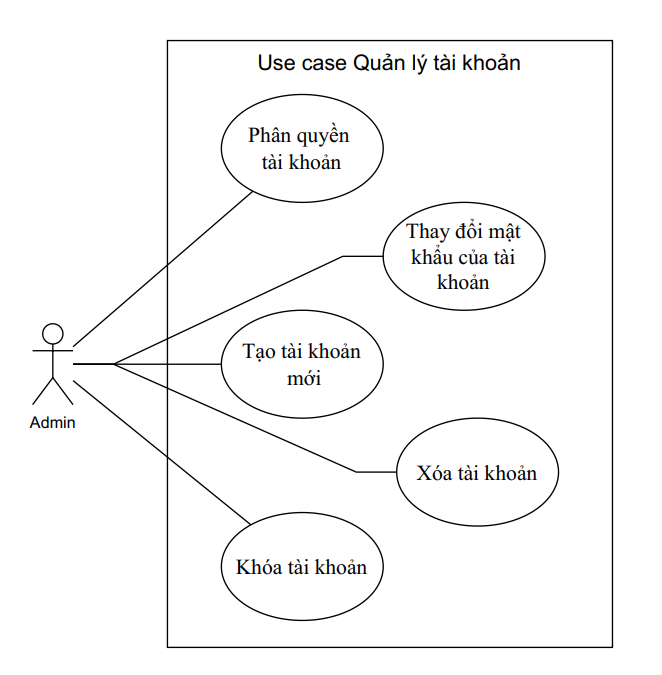 Use case Quản lý tài khoản
Phân quyền
tài khoản
Thay đổi mật
khẩu của tài
khoản
Tạo tài khoản
mới
Admin
Xóa tài khoản
Khóa tài khoản